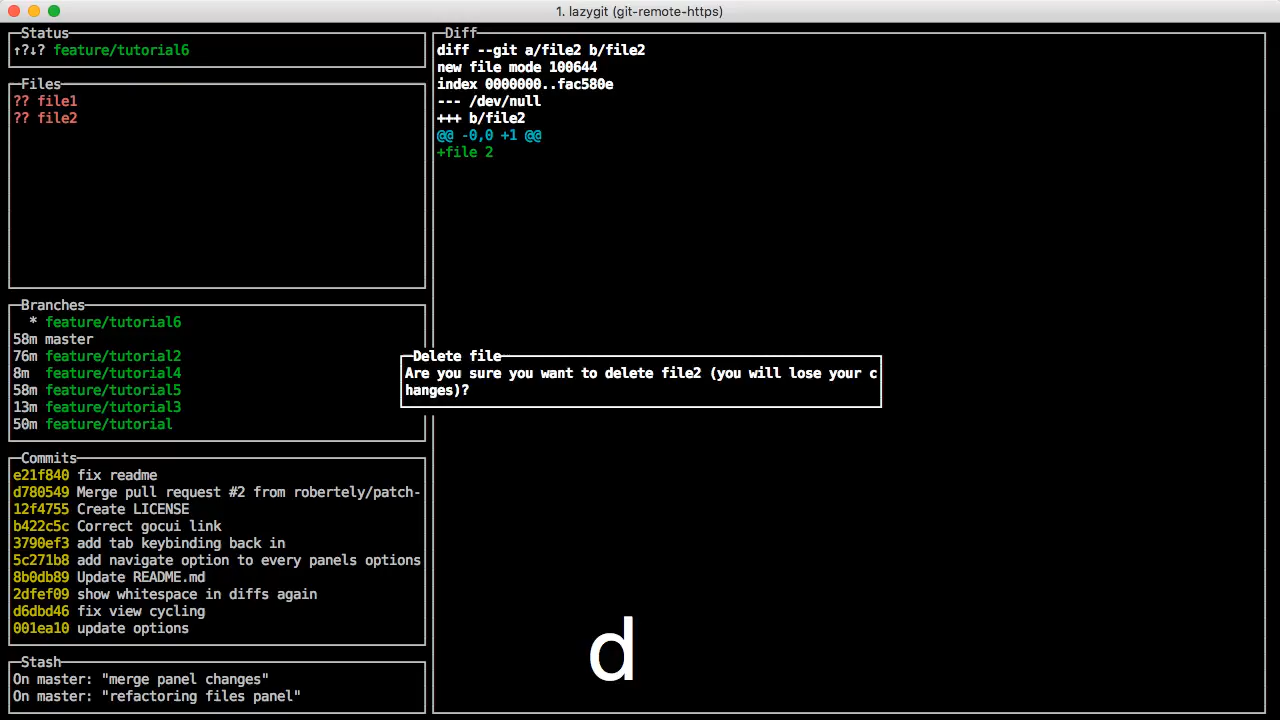 1. lazygit (git-remote-https)
Status
↑?↓? feature/tutorial6
Files
?? file1
?? file2
Branches
* feature/tutorial6
58m master
76m feature/tutorial2
8m feature/tutorial4
58m feature/tutorial5
13m feature/tutorial3
50m feature/tutorial
Commits
e21f840 fix readme
d780549 Merge pull request #2 from robertely/patch-
12f4755 Create LICENSE
b422c5c Correct gocui link
3790ef3 add tab keybinding back in
5c271b8 add navigate option to every panels options
8b0db89 Update README.md
2dfef09 show whitespace in diffs again
d6dbd46 fix view cycling
001ea10 update options
Stash
On master: "merge panel changes"
On master: "refactoring files panel"
Diff
diff --git a/file2 b/file2
new file mode 100644
index 0000000..fac580e
--- /dev/null
+++ b/file2
@@ -0,0 +1 @@
+file 2
Delete file
Are you sure you want to delete file2 (you will lose your c
hanges)?
d